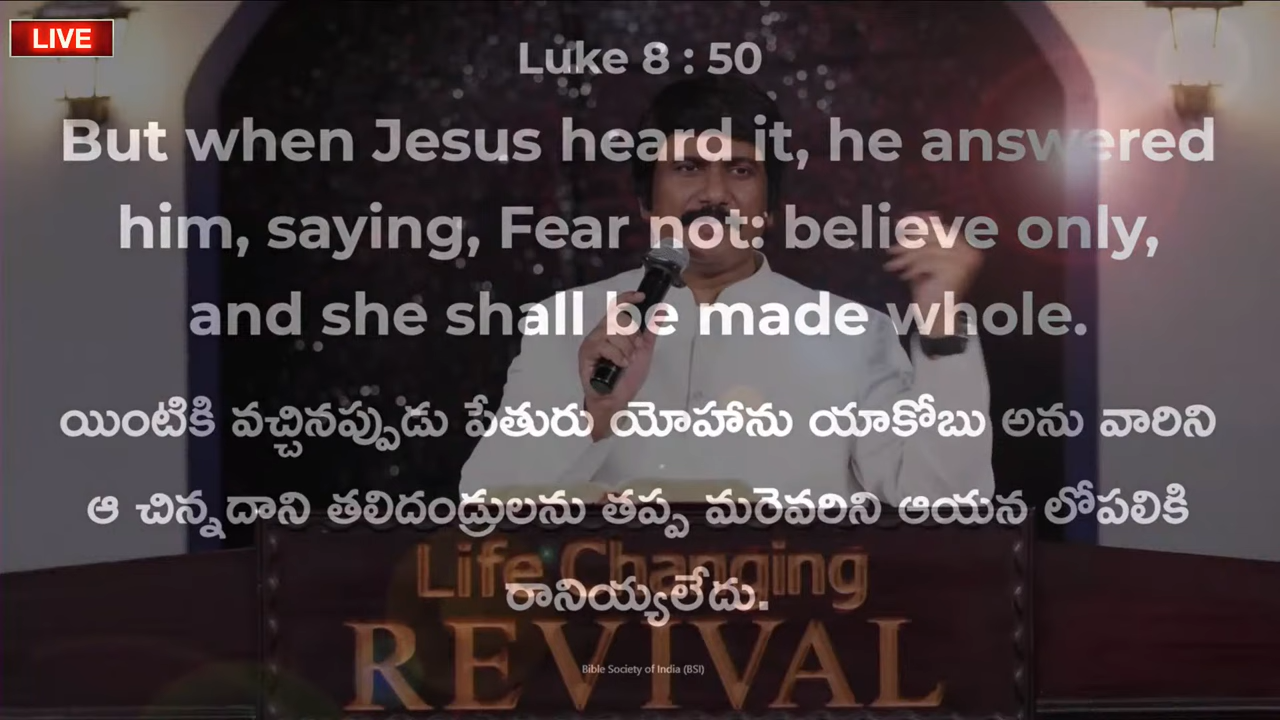 LIVE
Luke 8 : 50
But when Jesus heard it, he answered
him, saying, Fear not: believe only,
and she shall be made whole.
యింటికి వచ్చినప్పుడు పేతురు యోహాను యాకోబు అను వారిని
ఆ చిన్నదాని తలిదండ్రులను తప్ప మరెవరిని ఆయన లోపలికి
రానియ్యలేదు.
Life Changing
REVIVAL
Bible Society of India (BSI)